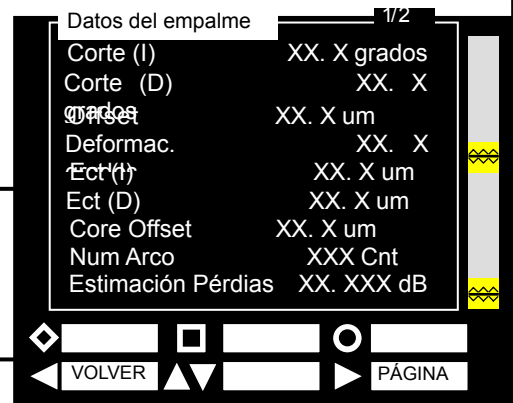 Datos del empalme 1/2
Corte (I) XX. X grados
Corte (D) XX. X
grados
Offset XX. X um
Deformac. XX. X
Ect (I) XX. X um
Ect (D) XX. X um
Core Offset XX. X um
Num Arco XXX Cnt
Estimación Pérdias XX. XXX dB
VOLVER PÁGINA